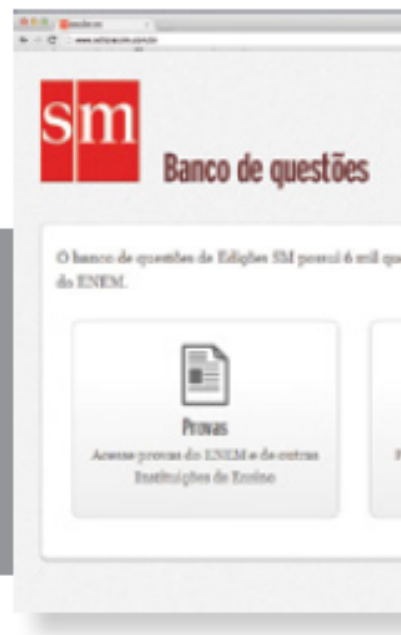 sm
Banco de questões
O banco de questões de Edições SM possui 6 mil
do ENEM.
Provas
Acesse provas do ENEM e de outras
Instituições de Ensino